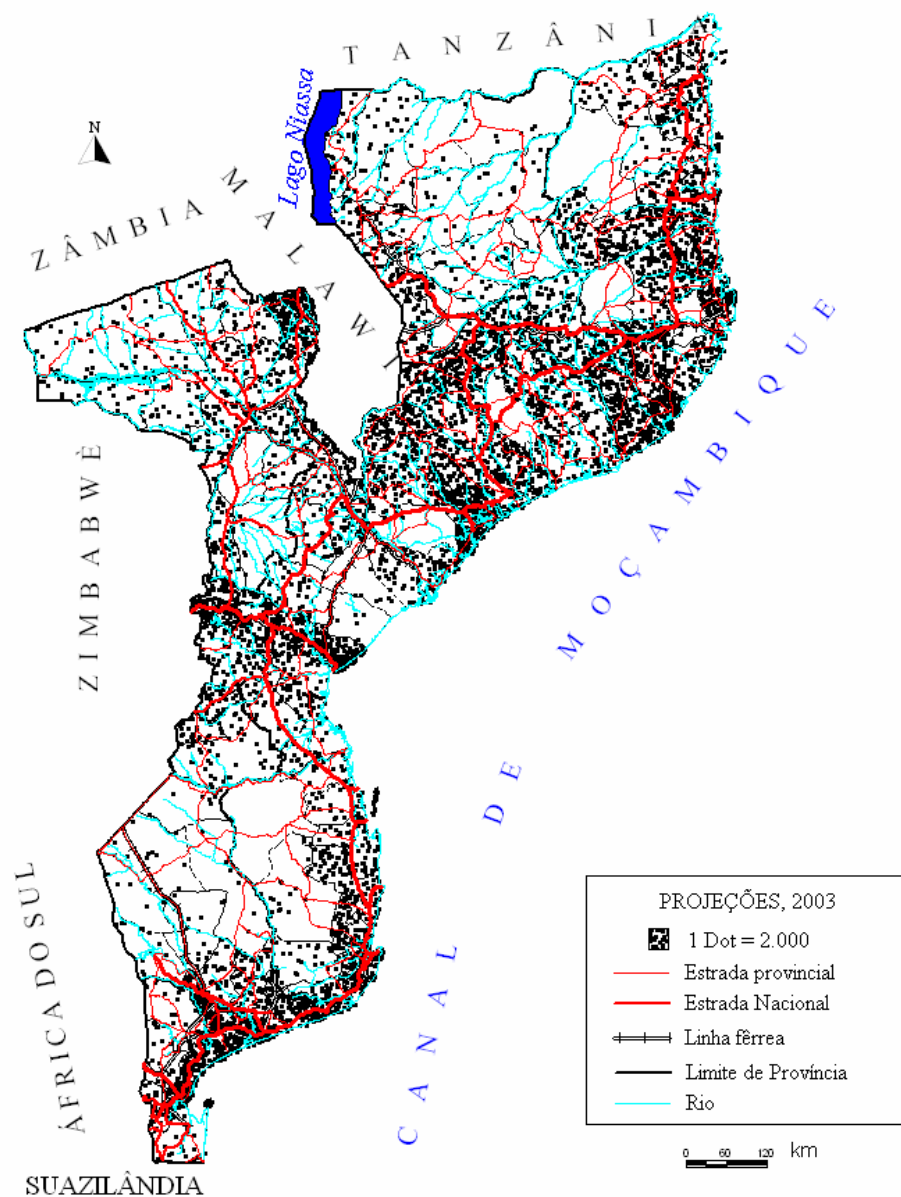 TANZÂNIA
Lago Niassa
N
MALAWI
ZÂMBIA
ZIMBABWÈ
CANAL DE MOÇAMBIQUE
ÁFRICA DO SUL
SUAZILÂNDIA
PROJEÇÕES, 2003
1 Dot = 2.000
Estrada provincial
Estrada Nacional
Linha fêrrea
Limite de Província
Rio
0 60 120 km